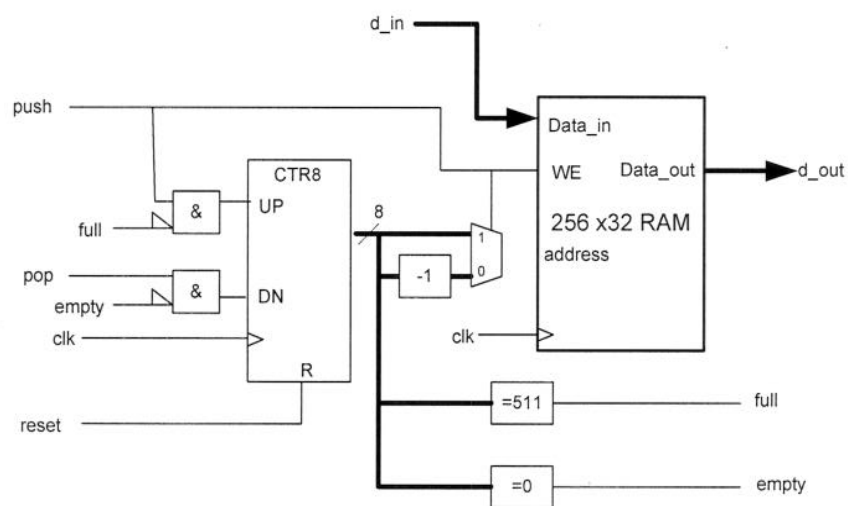 d_in
push
Data_in
CTR8
WE
Data_out
d_out
&
UP
8
full
1
256 x32 RAM
address
pop
&
-1
0
empty
DN
clk
clk
R
=511
full
reset
=0
empty